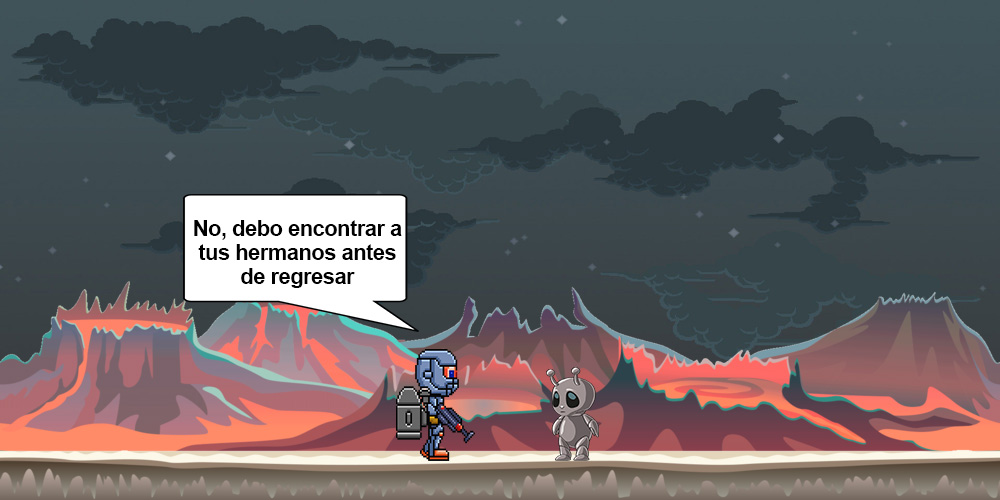 No, debo encontrar a
tus hermanos antes
de regresar